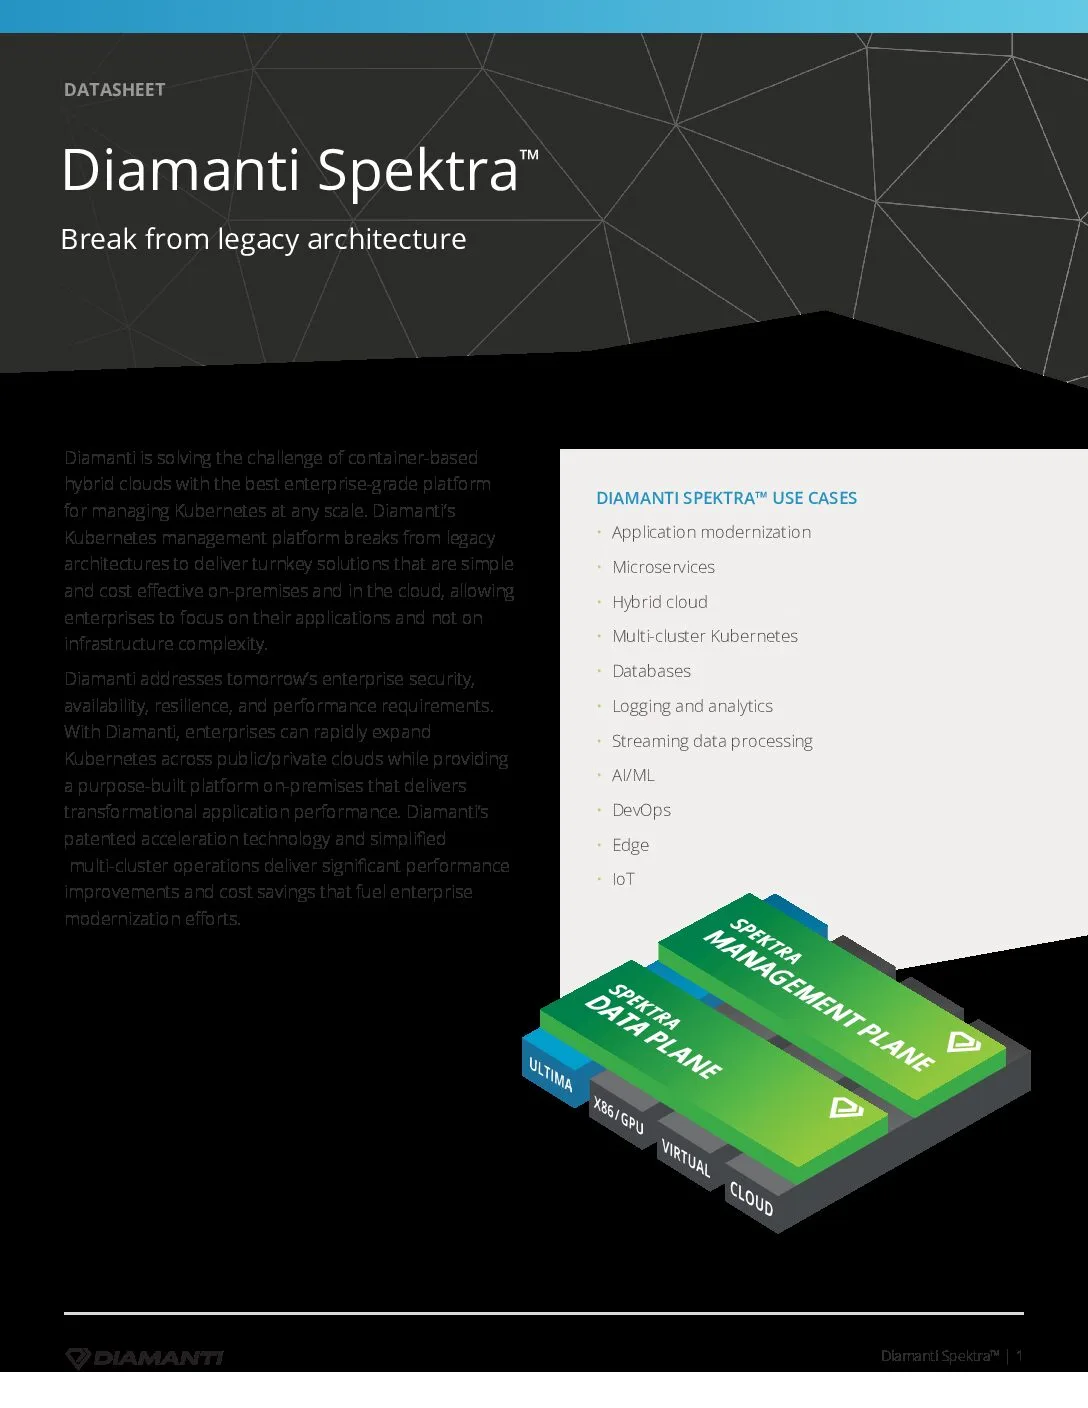 DATASHEET
Diamanti Spektra™
Break from legacy architecture
Diamanti is solving the challenge of container-based
hybrid clouds with the best enterprise-grade platform
for managing Kubernetes at any scale. Diamanti’s
Kubernetes management platform breaks from legacy
architectures to deliver turnkey solutions that are simple
and cost effective on-premises and in the cloud, allowing
enterprises to focus on their applications and not on
infrastructure complexity.
Diamanti addresses tomorrow’s enterprise security,
availability, resilience, and performance requirements.
With Diamanti, enterprises can rapidly expand
Kubernetes across public/private clouds while providing
a purpose-built platform on-premises that delivers
transformational application performance. Diamanti’s
patented acceleration technology and simplified
multi-cluster operations deliver significant performance
improvements and cost savings that fuel enterprise
modernization efforts.
DIAMANTI SPEKTRA™ USE CASES
• Application modernization
• Microservices
• Hybrid cloud
• Multi-cluster Kubernetes
• Databases
• Logging and analytics
• Streaming data processing
• AI/ML
• DevOps
• Edge
• IoT
SPEKTRA
MANAGEMENT PLANE
SPEKTRA
DATA PLANE
ULTIMA
X86/GPU
VIRTUAL
CLOUD
DIAMANTI
Diamanti Spektra™ | 1